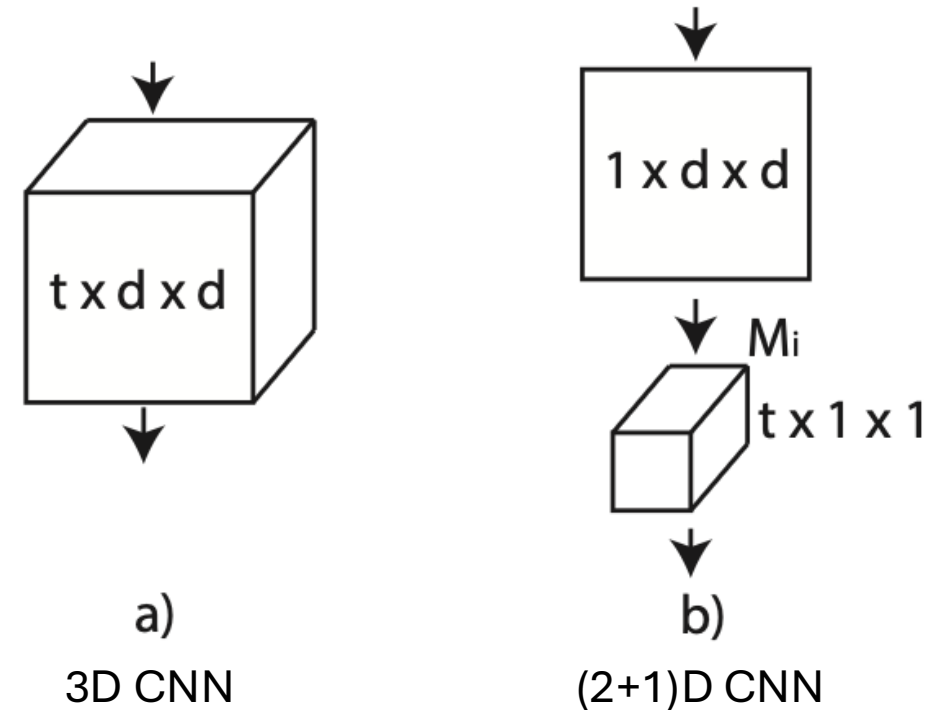 t x d x d
a)
3D CNN
1 x d x d
Mi
t x 1 x 1
b)
(2+1)D CNN